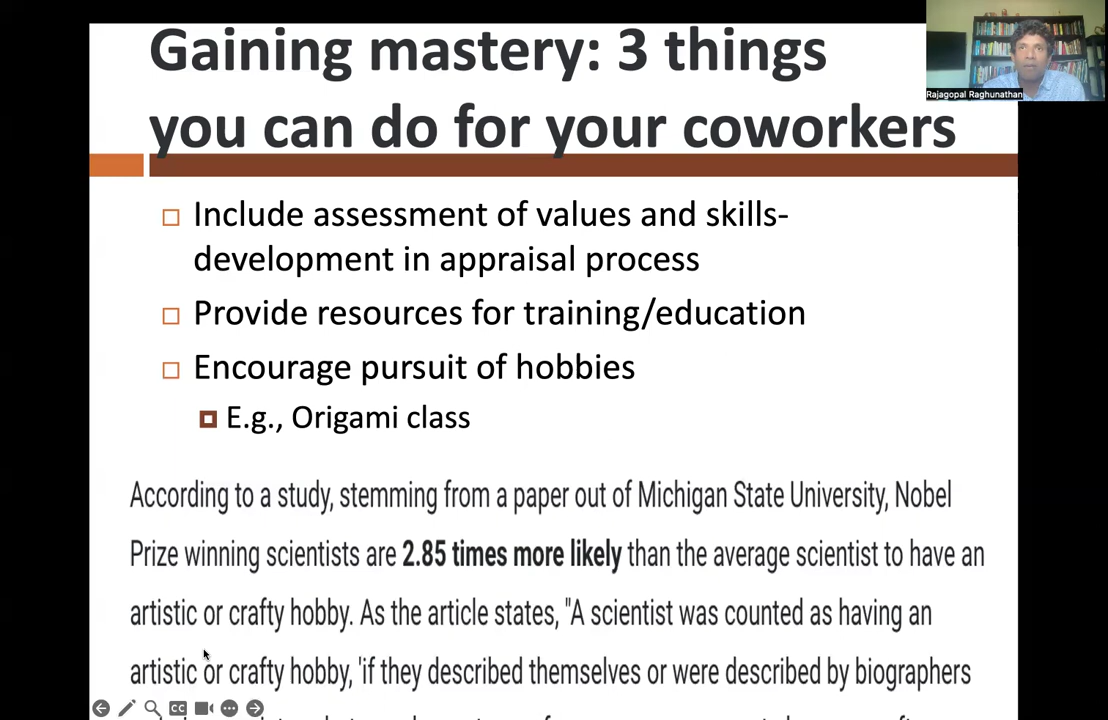 Gaining mastery: 3 things
you can do for your coworkers
Rajagopal Raghunathan
Include assessment of values and skills-
development in appraisal process
Provide resources for training/education
Encourage pursuit of hobbies
E.g., Origami class
According to a study, stemming from a paper out of Michigan State University, Nobel
Prize winning scientists are 2.85 times more likely than the average scientist to have an
artistic or crafty hobby. As the article states, "A scientist was counted as having an
artistic or crafty hobby, 'if they described themselves or were described by biographers
CC